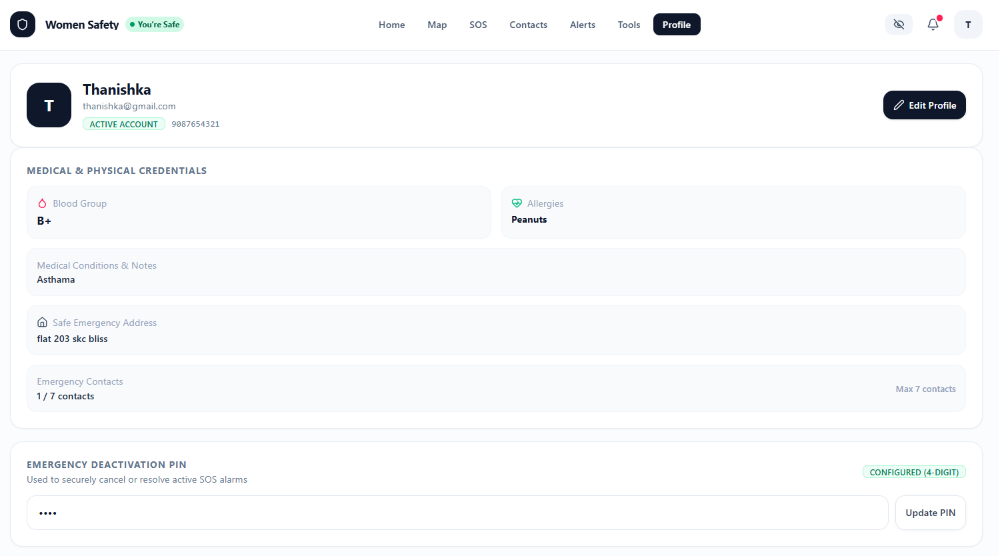 Women Safety
You're Safe
Home Map SOS Contacts Alerts Tools Profile
T
T
Thanishka
thanishka@gmail.com
ACTIVE ACCOUNT 9087654321
Edit Profile
MEDICAL & PHYSICAL CREDENTIALS
Blood Group
B+
Allergies
Peanuts
Medical Conditions & Notes
Asthama
Safe Emergency Address
flat 203 skc bliss
Emergency Contacts
1 / 7 contacts
Max 7 contacts
EMERGENCY DEACTIVATION PIN
Used to securely cancel or resolve active SOS alarms
CONFIGURED (4-DIGIT)
••••
Update PIN